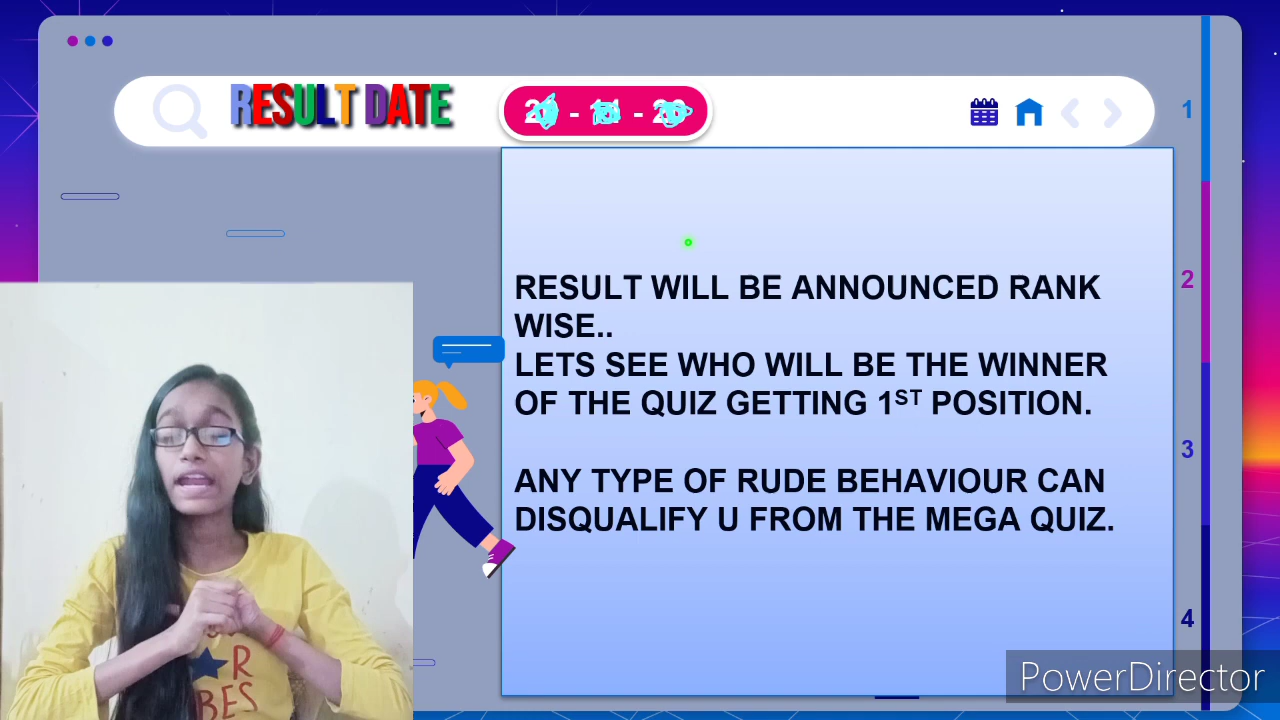 RESULT DATE
RESULT WILL BE ANNOUNCED RANK
WISE..
LETS SEE WHO WILL BE THE WINNER
OF THE QUIZ GETTING 1ST POSITION.
ANY TYPE OF RUDE BEHAVIOUR CAN
DISQUALIFY U FROM THE MEGA QUIZ.
1
2
3
4
PowerDirector